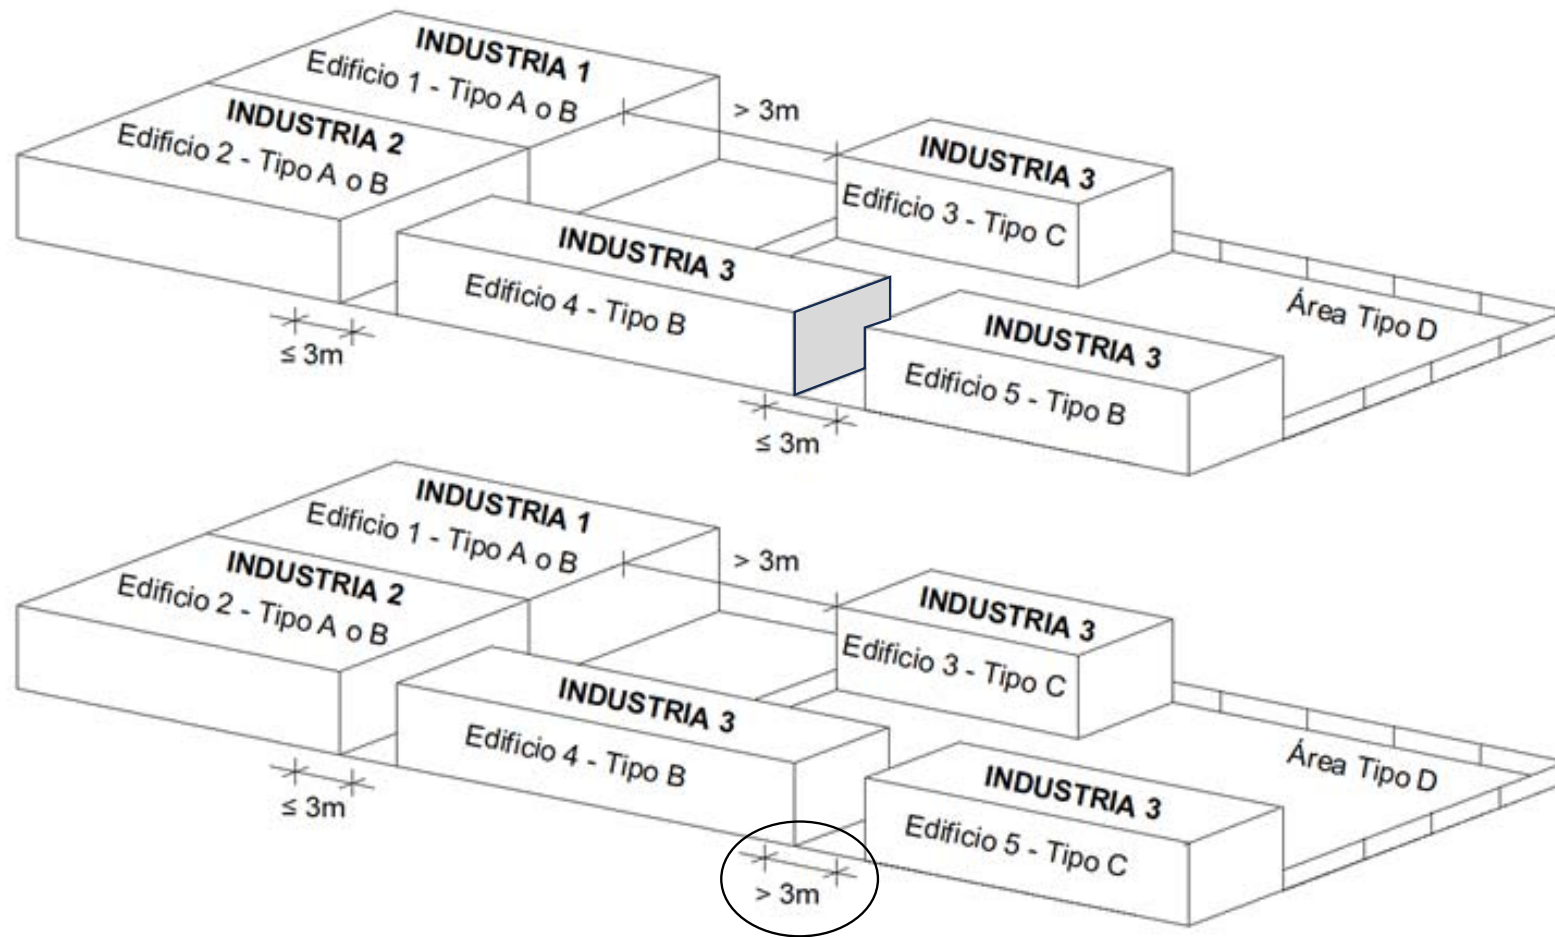 INDUSTRIA 1
Edificio 1 - Tipo A o B
INDUSTRIA 2
Edificio 2 - Tipo A o B
> 3m
INDUSTRIA 3
Edificio 3 - Tipo C
INDUSTRIA 3
Edificio 4 - Tipo B
Área Tipo D
INDUSTRIA 3
Edificio 5 - Tipo B
≤ 3m
≤ 3m
INDUSTRIA 1
Edificio 1 - Tipo A o B
INDUSTRIA 2
Edificio 2 - Tipo A o B
> 3m
INDUSTRIA 3
Edificio 3 - Tipo C
INDUSTRIA 3
Edificio 4 - Tipo B
Área Tipo D
INDUSTRIA 3
Edificio 5 - Tipo C
≤ 3m
> 3m